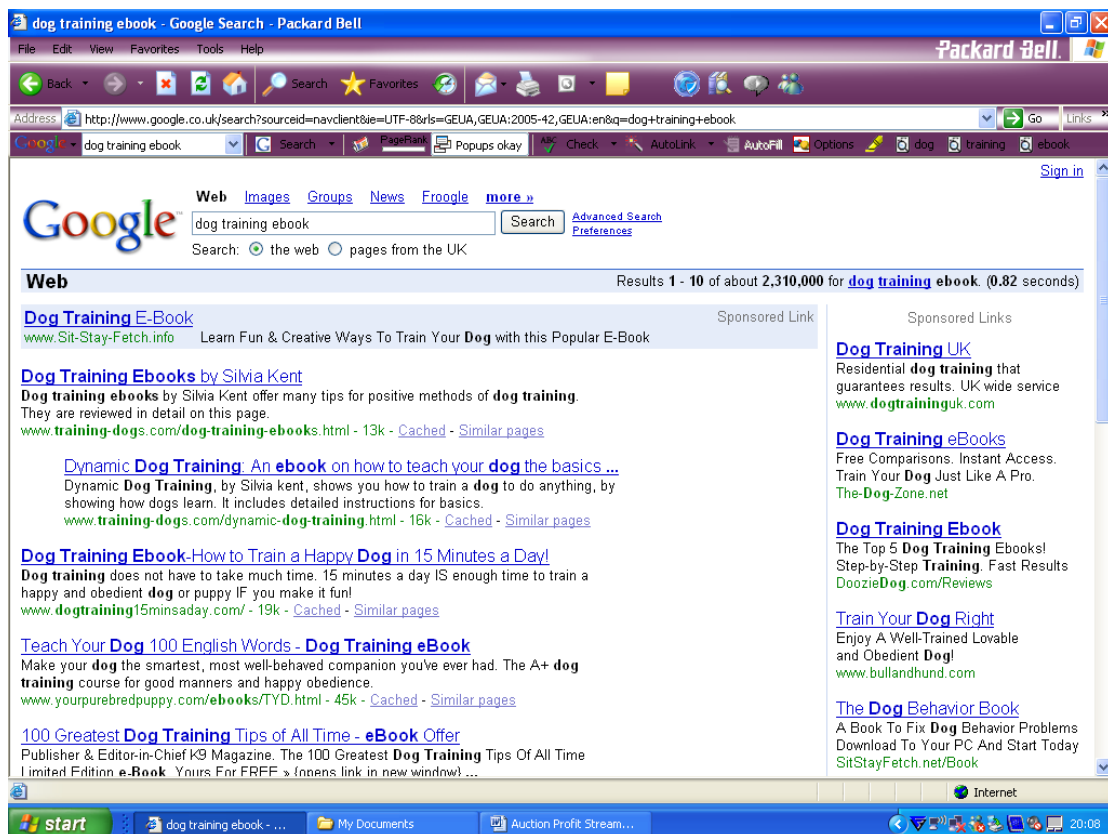 dog training ebook - Google Search - Packard Bell
File Edit View Favorites Tools Help
Packard Bell.
Back Search Favorites
Address http://www.google.co.uk/search?sourceid=navclient&ie=UTF-8&rls=GEUA,GEUA:2005-42,GEUA:en&q=dog+training+ebook Go Links »
Google dog training ebook G Search PageRank Popups okay ABC Check AutoLink AutoFill Options dog training ebook
Sign in
Web Images Groups News Froogle more »
Google™
dog training ebook Search Advanced Search
Preferences
Search: the web pages from the UK
Web Results 1 - 10 of about 2,310,000 for dog training ebook. (0.82 seconds)
Dog Training E-Book Sponsored Link
www.Sit-Stay-Fetch.info Learn Fun & Creative Ways To Train Your Dog with this Popular E-Book
Dog Training Ebooks by Silvia Kent
Dog training ebooks by Silvia Kent offer many tips for positive methods of dog training.
They are reviewed in detail on this page.
www.training-dogs.com/dog-training-ebooks.html - 13k - Cached - Similar pages
Dynamic Dog Training: An ebook on how to teach your dog the basics ...
Dynamic Dog Training, by Silvia kent, shows you how to train a dog to do anything, by
showing how dogs learn. It includes detailed instructions for basics.
www.training-dogs.com/dynamic-dog-training.html - 16k - Cached - Similar pages
Dog Training Ebook-How to Train a Happy Dog in 15 Minutes a Day!
Dog training does not have to take much time. 15 minutes a day IS enough time to train a
happy and obedient dog or puppy IF you make it fun!
www.dogtraining15minsaday.com/ - 19k - Cached - Similar pages
Teach Your Dog 100 English Words - Dog Training eBook
Make your dog the smartest, most well-behaved companion you've ever had. The A+ dog
training course for good manners and happy obedience.
www.yourpurebredpuppy.com/ebooks/TYD.html - 45k - Cached - Similar pages
100 Greatest Dog Training Tips of All Time - eBook Offer
Publisher & Editor-in-Chief K9 Magazine. The 100 Greatest Dog Training Tips Of All Time
Limited Edition e-Book. Yours For FREE » {opens link in new window} ...
Sponsored Links
Dog Training UK
Residential dog training that
guarantees results. UK wide service
www.dogtraininguk.com
Dog Training eBooks
Free Comparisons. Instant Access.
Train Your Dog Just Like A Pro.
The-Dog-Zone.net
Dog Training Ebook
The Top 5 Dog Training Ebooks!
Step-by-Step Training. Fast Results
DoozieDog.com/Reviews
Train Your Dog Right
Enjoy A Well-Trained Lovable
and Obedient Dog!
www.bullandhund.com
The Dog Behavior Book
A Book To Fix Dog Behavior Problems
Download To Your PC And Start Today
SitStayFetch.net/Book
Internet
start dog training ebook - ... My Documents Auction Profit Stream... 20:08